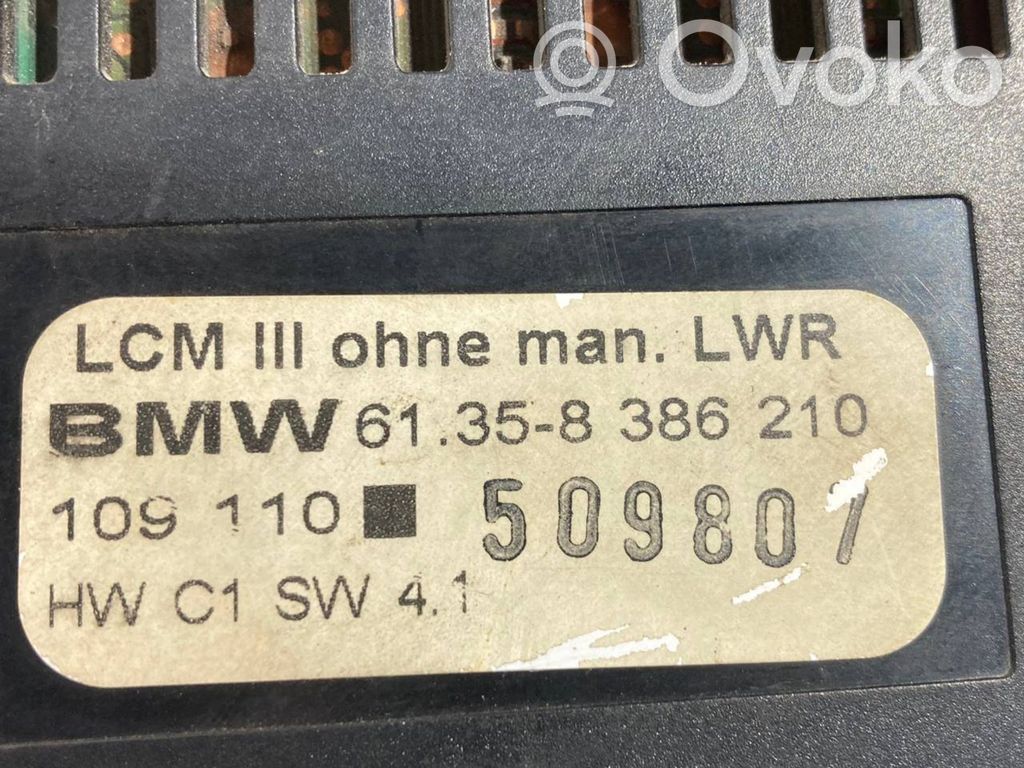 Ovoko
LCM III ohne man. LWR
BMW 61.35-8 386 210
109 110 ■ 509807
HW C1 SW 4.1